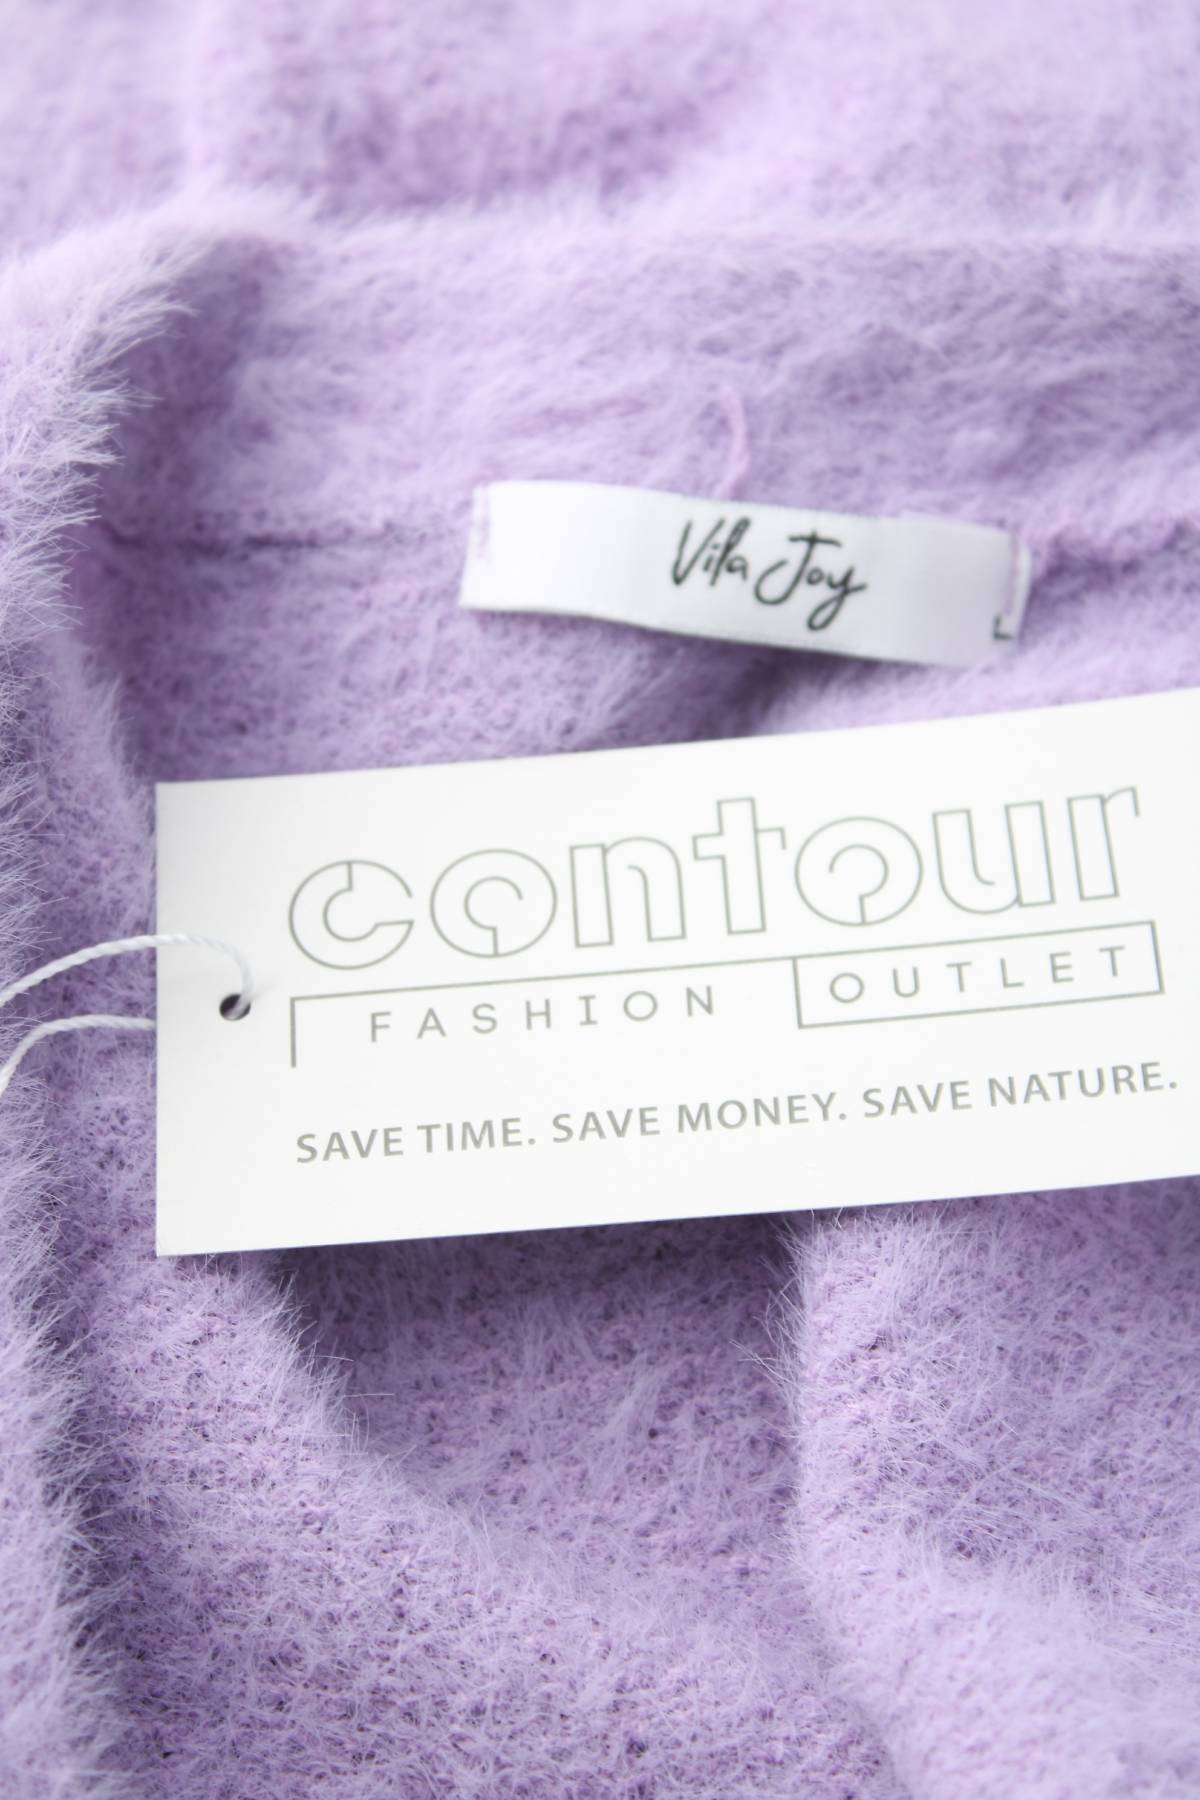 Vila Joy
L
contour
FASHION OUTLET
SAVE TIME. SAVE MONEY. SAVE NATURE.